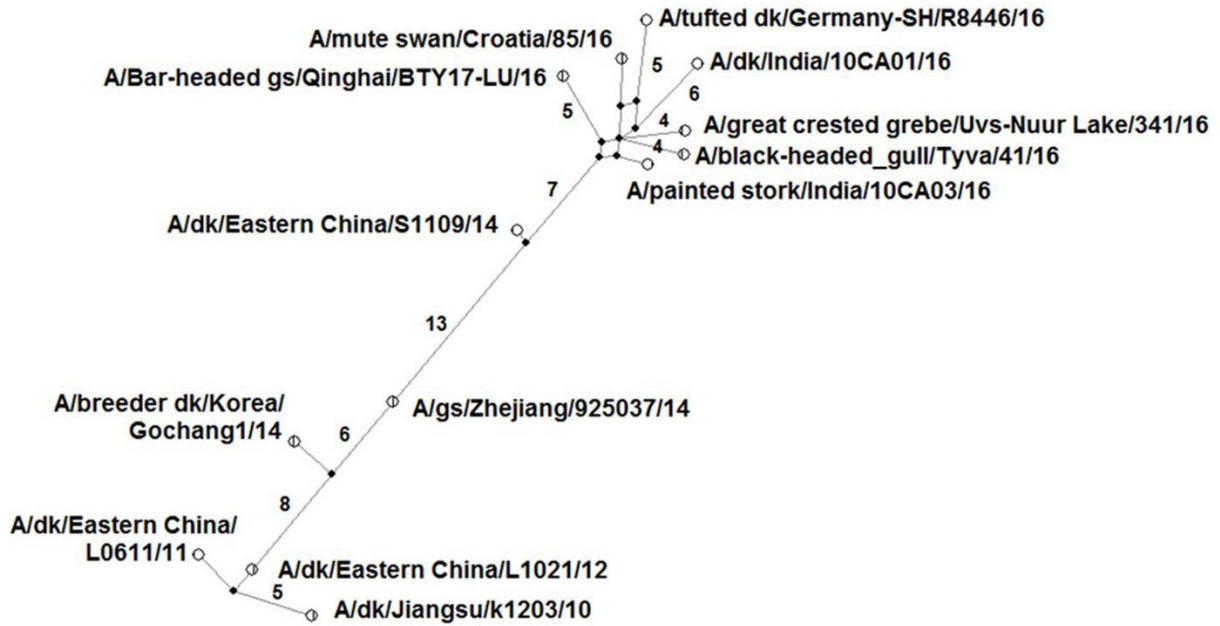 A/tufted dk/Germany-SH/R8446/16
A/mute swan/Croatia/85/16
A/dk/India/10CA01/16
5
A/Bar-headed gs/Qinghai/BTY17-LU/16
6
5
4
A/great crested grebe/Uvs-Nuur Lake/341/16
4
A/black-headed_gull/Tyva/41/16
7
A/painted stork/India/10CA03/16
A/dk/Eastern China/S1109/14
13
A/breeder dk/Korea/
Gochang1/14
A/gs/Zhejiang/925037/14
6
8
A/dk/Eastern China/
L0611/11
A/dk/Eastern China/L1021/12
5
A/dk/Jiangsu/k1203/10